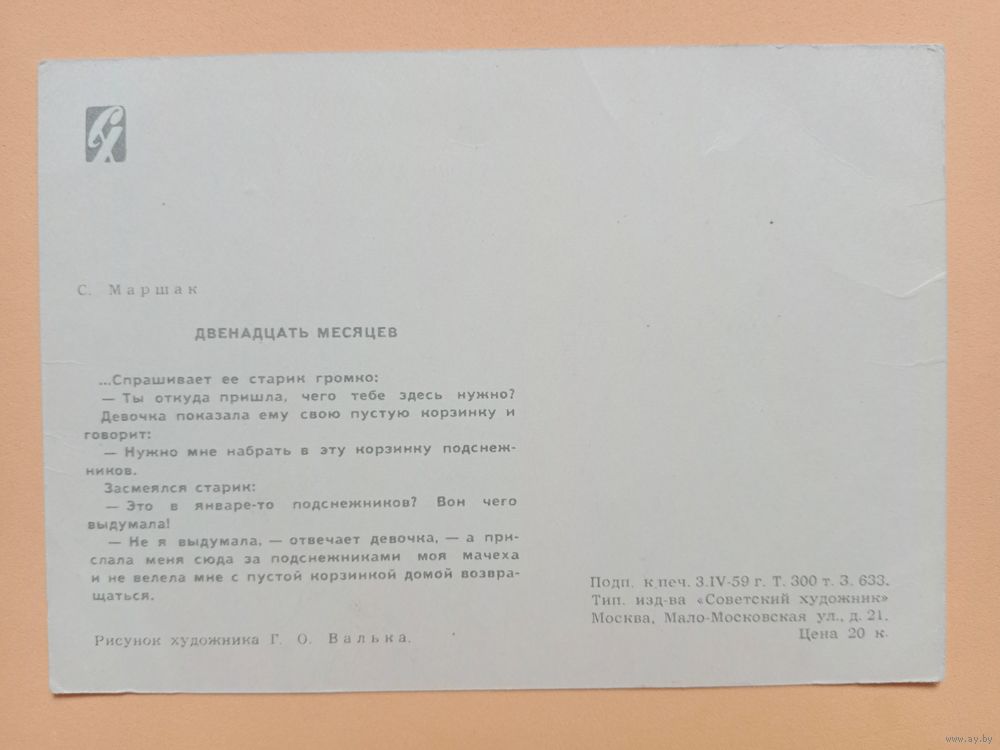 СХ
С. Маршак
ДВЕНАДЦАТЬ МЕСЯЦЕВ
...Спрашивает ее старик громко:
— Ты откуда пришла, чего тебе здесь нужно?
Девочка показала ему свою пустую корзинку и
говорит:
— Нужно мне набрать в эту корзинку подснеж-
ников.
Засмеялся старик:
— Это в январе-то подснежников? Вон чего
выдумала!
— Не я выдумала, — отвечает девочка, — а при-
слала меня сюда за подснежниками моя мачеха
и не велела мне с пустой корзинкой домой возвра-
щаться.
Рисунок художника Г. О. Валька.
Подп. к печ. 3.IV-59 г. Т. 300 т. З. 633.
Тип. изд-ва «Советский художник»
Москва, Мало-Московская ул., д. 21.
Цена 20 к.
www.ay.by